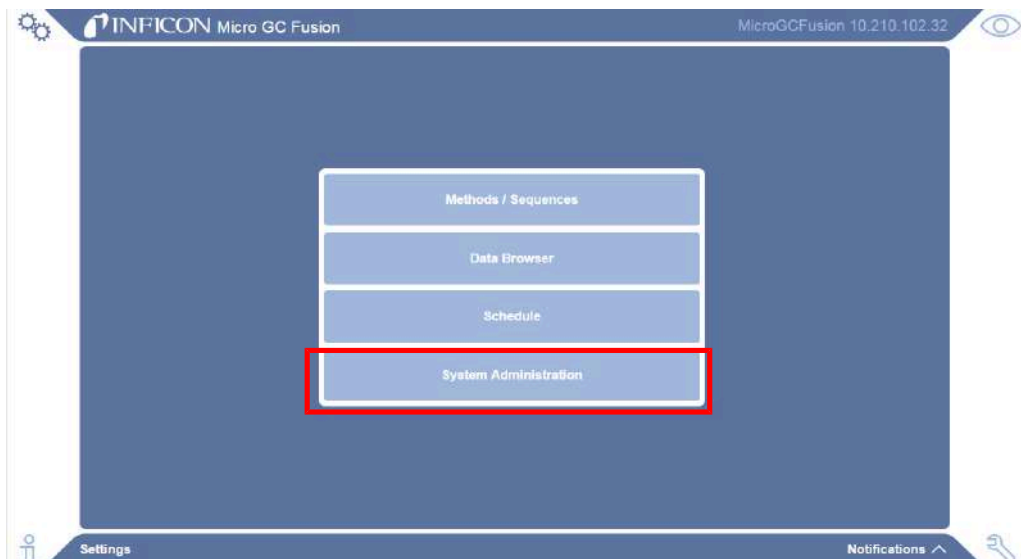 INFICON Micro GC Fusion
MicroGCFusion 10.210.102.32
Methods / Sequences
Data Browser
Schedule
System Administration
Settings
Notifications